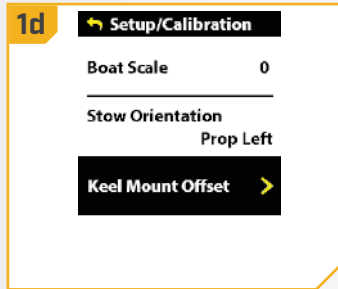 1d
Setup/Calibration
Boat Scale 0
Stow Orientation
Prop Left
Keel Mount Offset